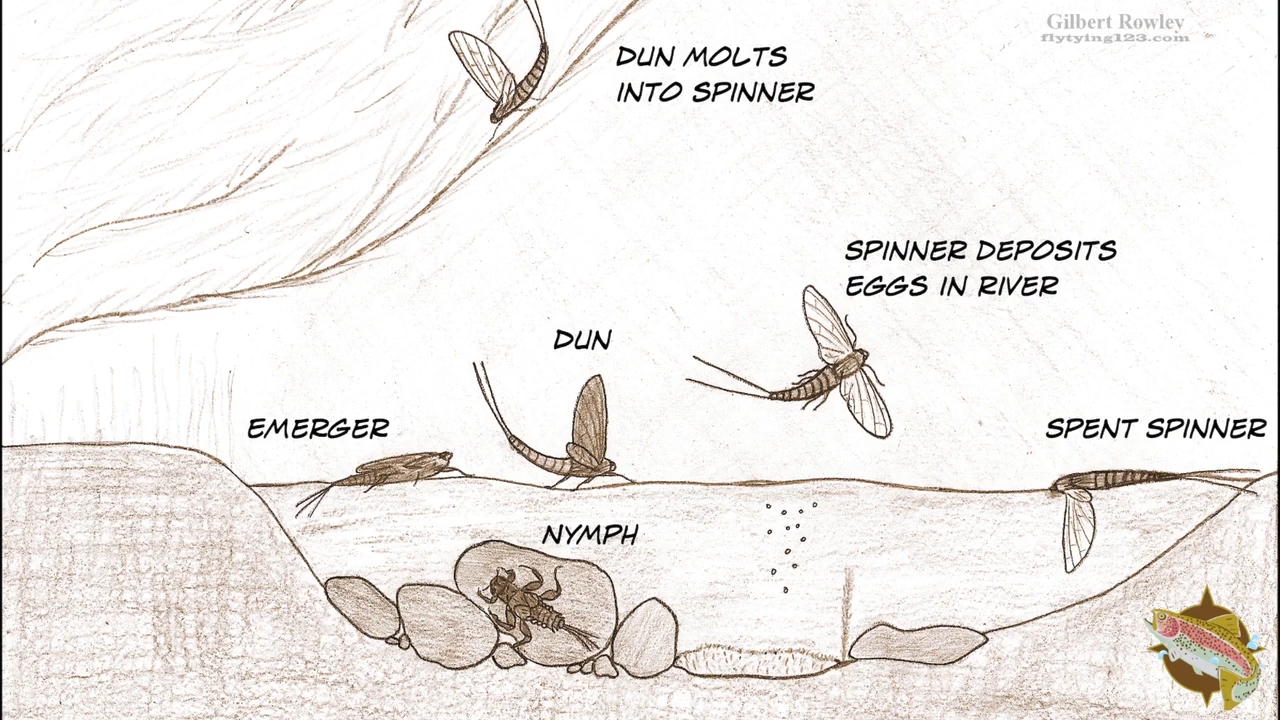 Gilbert Rowley
flytying123.com
DUN MOLTS
INTO SPINNER
SPINNER DEPOSITS
EGGS IN RIVER
DUN
EMERGER
SPENT SPINNER
NYMPH